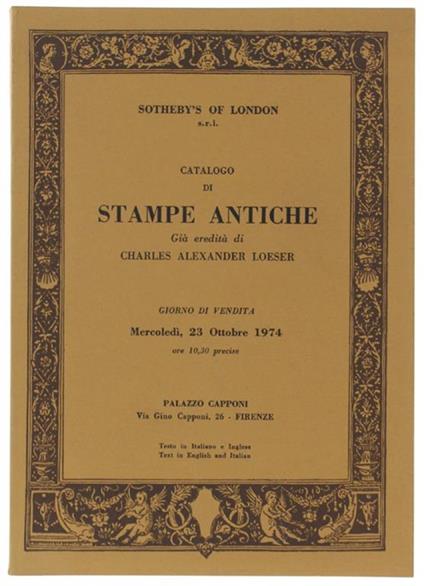 SOTHEBY'S OF LONDON
s.r.l.
CATALOGO
DI
STAMPE ANTICHE
Già eredità di
CHARLES ALEXANDER LOESER
GIORNO DI VENDITA
Mercoledì, 23 Ottobre 1974
ore 10,30 precise
PALAZZO CAPPONI
Via Gino Capponi, 26 - FIRENZE
Testo in Italiano e Inglese
Text in English and Italian